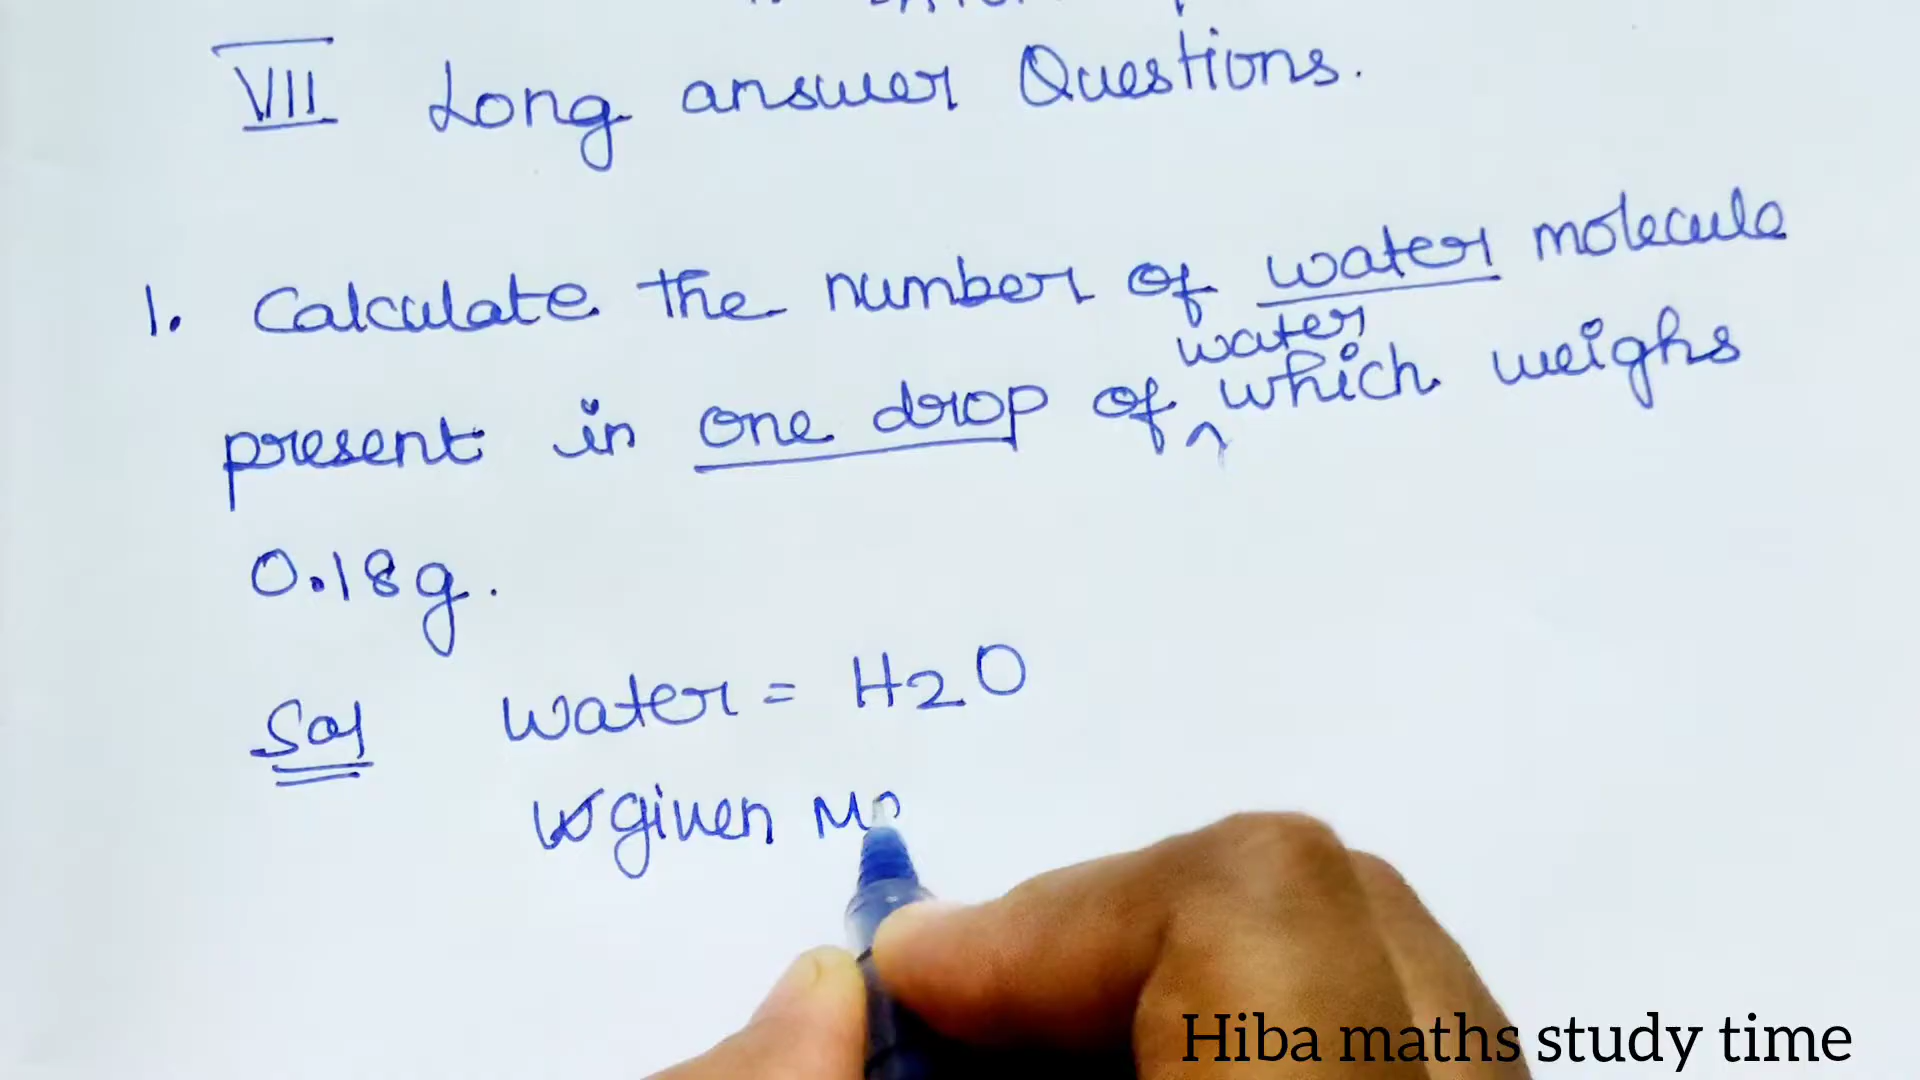 VII Long answer Questions.
1. Calculate the number of water molecule
water
present in one drop of ^ which weighs
0.18g.
Sol water = H2O
given Ma
Hiba maths study time